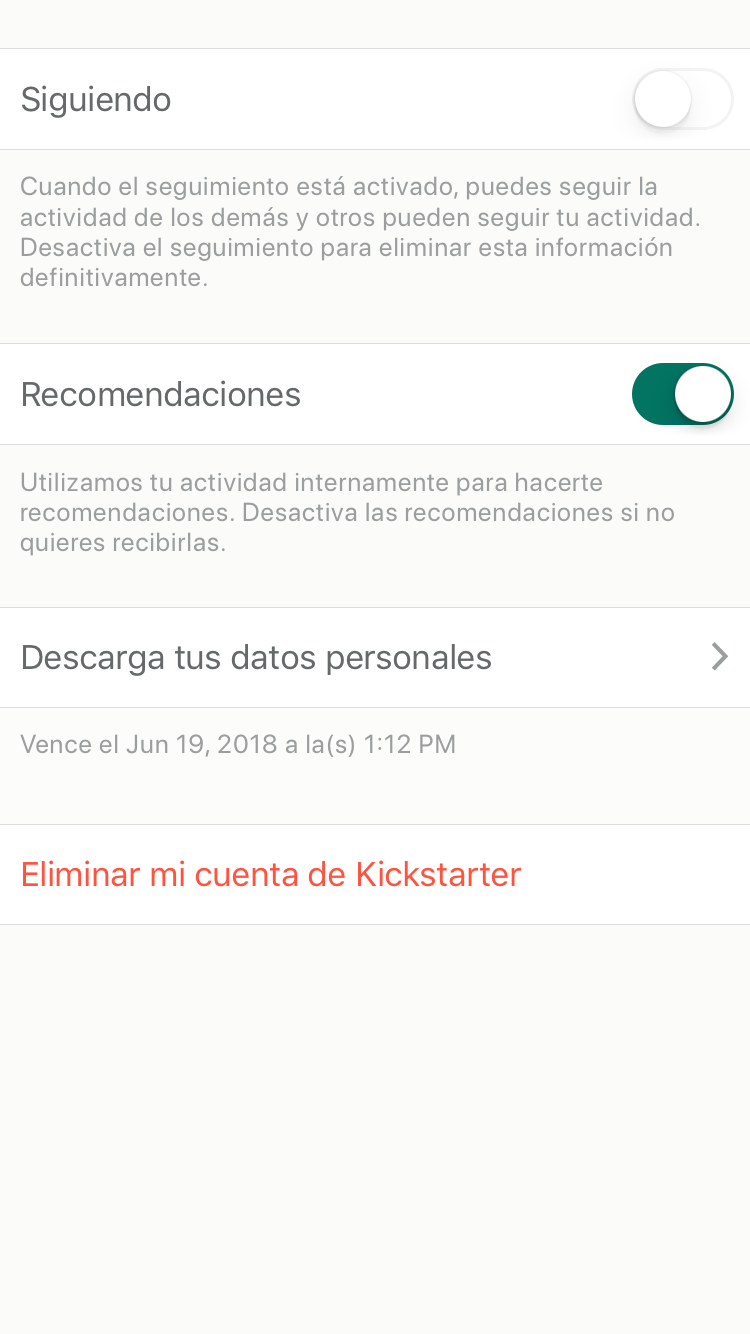 Siguiendo
Cuando el seguimiento está activado, puedes seguir la
actividad de los demás y otros pueden seguir tu actividad.
Desactiva el seguimiento para eliminar esta información
definitivamente.
Recomendaciones
Utilizamos tu actividad internamente para hacerte
recomendaciones. Desactiva las recomendaciones si no
quieres recibirlas.
Descarga tus datos personales
Vence el Jun 19, 2018 a la(s) 1:12 PM
Eliminar mi cuenta de Kickstarter